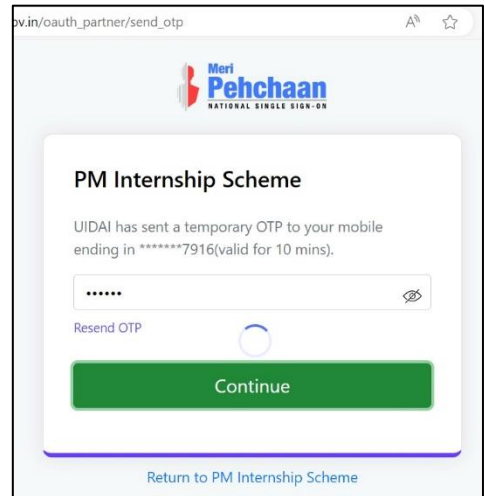 ov.in/oauth_partner/send_otp
Meri
Pehchaan
NATIONAL SINGLE SIGN-ON
PM Internship Scheme
UIDAI has sent a temporary OTP to your mobile
ending in *******7916(valid for 10 mins).
••••••
Resend OTP
Continue
Return to PM Internship Scheme